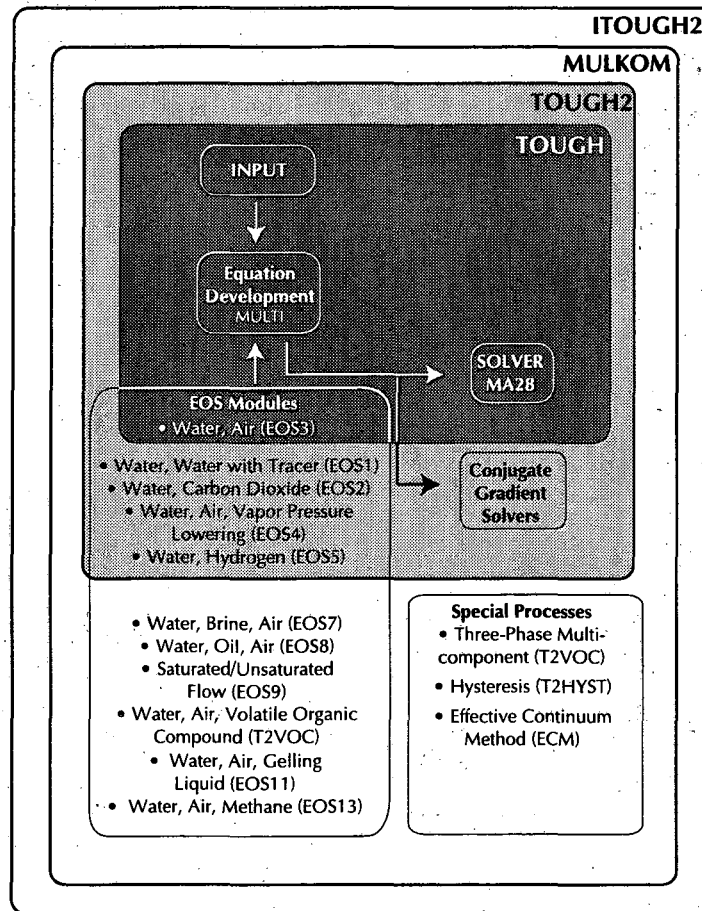 ITOUGH2
MULKOM
TOUGH2
TOUGH
INPUT
Equation
Development
MULTI
SOLVER
MA28
EOS Modules
• Water, Air (EOS3)
• Water, Water with Tracer (EOS1)
• Water, Carbon Dioxide (EOS2)
• Water, Air, Vapor Pressure
Lowering (EOS4)
• Water, Hydrogen (EOS5)
Conjugate
Gradient
Solvers
• Water, Brine, Air (EOS7)
• Water, Oil, Air (EOS8)
• Saturated/Unsaturated
Flow (EOS9)
• Water, Air, Volatile Organic
Compound (T2VOC)
• Water, Air, Gelling
Liquid (EOS11)
• Water, Air, Methane (EOS13)
Special Processes
• Three-Phase Multi-
component (T2VOC)
• Hysteresis (T2HYST)
• Effective Continuum
Method (ECM)